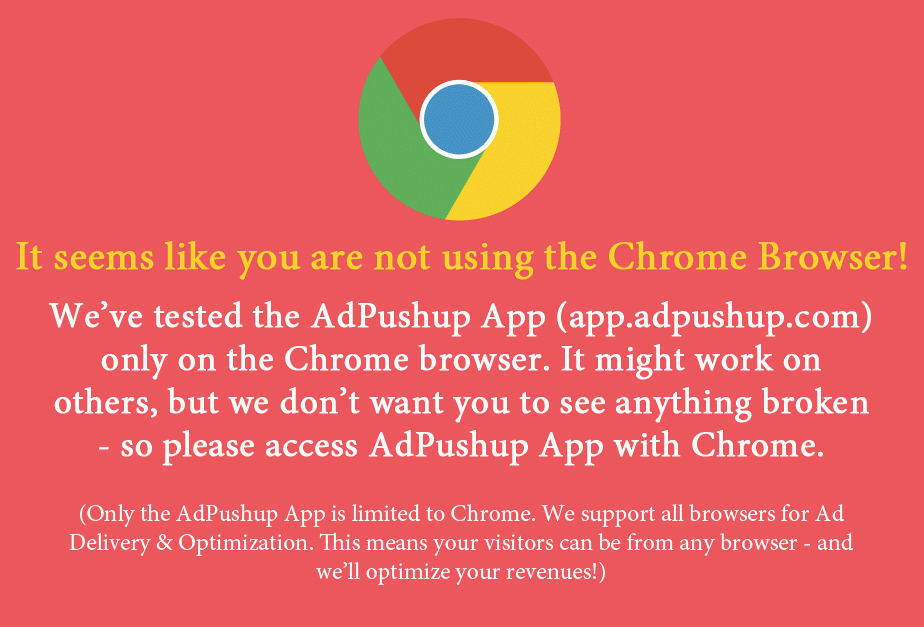 It seems like you are not using the Chrome Browser!
We’ve tested the AdPushup App (app.adpushup.com)
only on the Chrome browser. It might work on
others, but we don’t want you to see anything broken
- so please access AdPushup App with Chrome.
(Only the AdPushup App is limited to Chrome. We support all browsers for Ad
Delivery & Optimization. This means your visitors can be from any browser - and
we’ll optimize your revenues!)